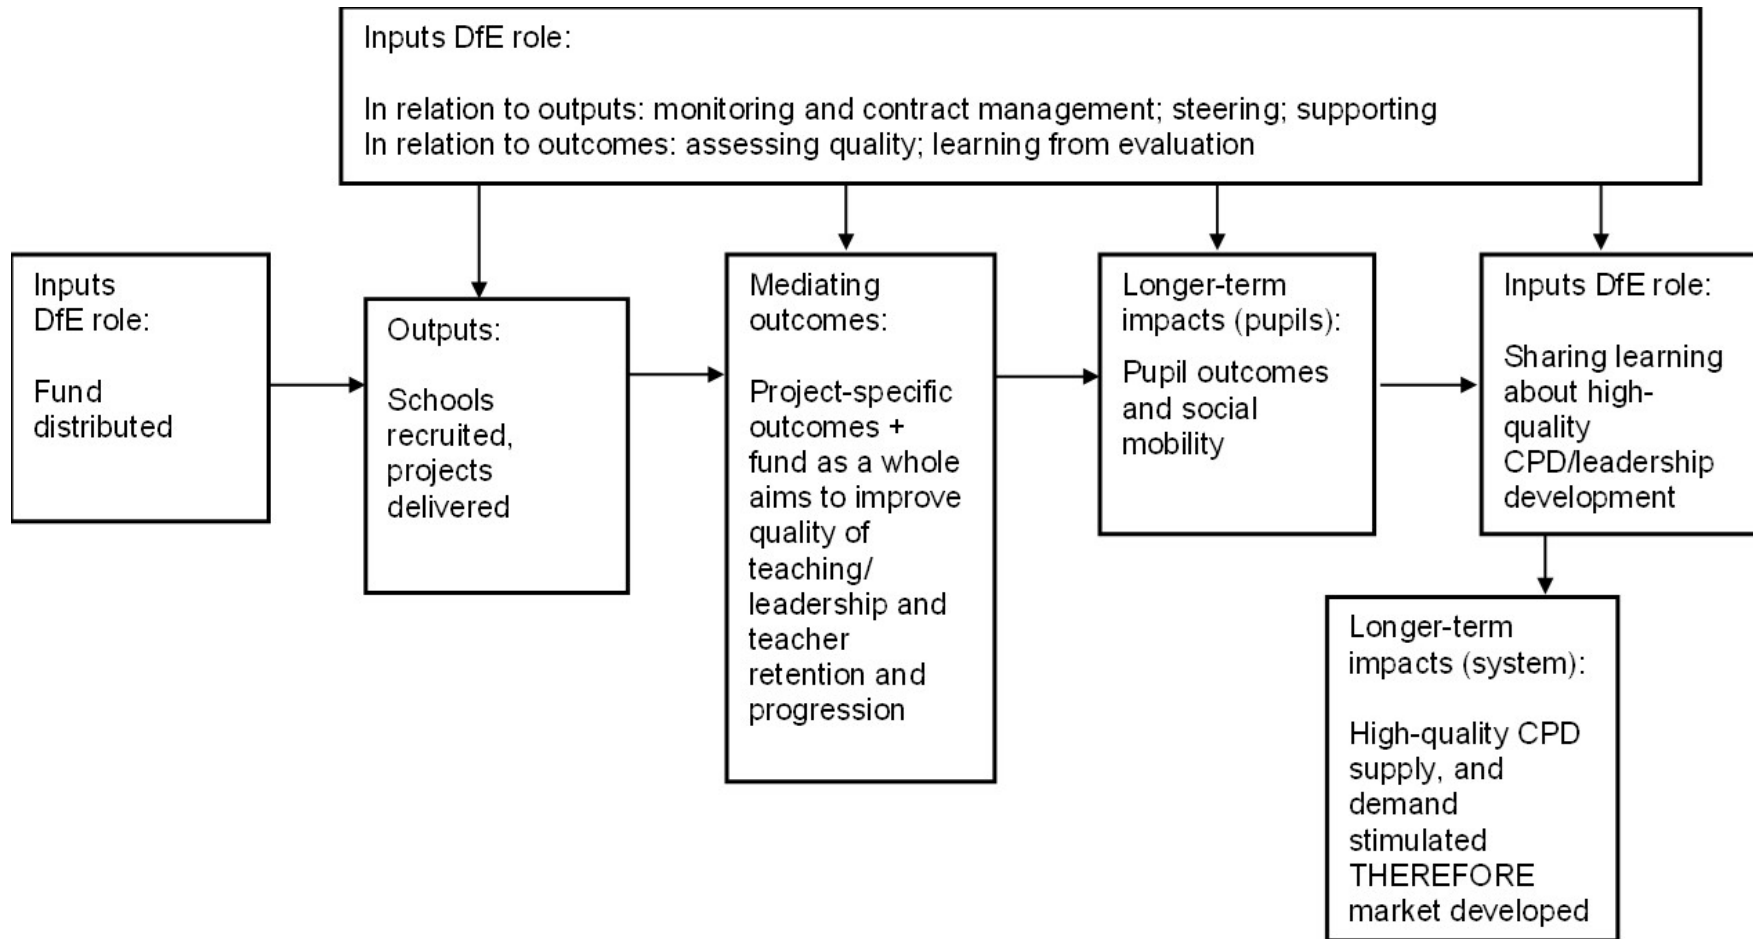 Inputs DfE role:
In relation to outputs: monitoring and contract management; steering; supporting
In relation to outcomes: assessing quality; learning from evaluation
Inputs
DfE role:
Fund
distributed
Outputs:
Schools
recruited,
projects
delivered
Mediating
outcomes:
Project-specific
outcomes +
fund as a whole
aims to improve
quality of
teaching/
leadership and
teacher
retention and
progression
Longer-term
impacts (pupils):
Pupil outcomes
and social
mobility
Inputs DfE role:
Sharing learning
about high-
quality
CPD/leadership
development
Longer-term
impacts (system):
High-quality CPD
supply, and
demand
stimulated
THEREFORE
market developed